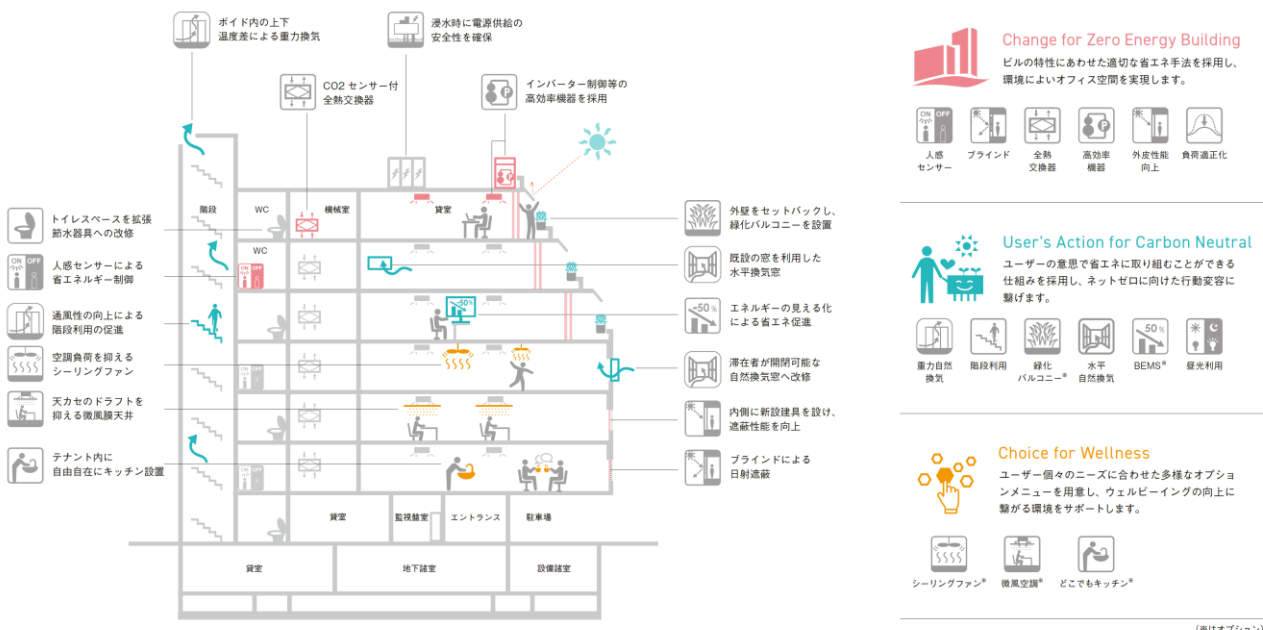 ボイド内の上下
温度差による重力換気
浸水時に電源供給の
安全性を確保
CO2 センサー付
全熱交換器
インバーター制御等の
高効率機器を採用
トイレスペースを拡張
節水器具への改修
ON OFF
人感センサーによる
省エネルギー制御
通風性の向上による
階段利用の促進
空調負荷を抑える
シーリングファン
天カセのドラフトを
抑える微風膜天井
テナント内に
自由自在にキッチン設置
階段
WC
機械室
貸室
WC
ON OFF
-50%
貸室
監視盤室
エントランス
駐車場
貸室
地下諸室
設備諸室
外壁をセットバックし、
緑化バルコニーを設置
既設の窓を利用した
水平換気窓
-50%
エネルギーの見える化
による省エネ促進
滞在者が開閉可能な
自然換気窓へ改修
内側に新設建具を設け、
遮蔽性能を向上
ブラインドによる
日射遮蔽
Change for Zero Energy Building
ビルの特性にあわせた適切な省エネ手法を採用し、
環境によいオフィス空間を実現します。
ON OFF
P
人感
センサー
ブラインド
全熱
交換器
高効率
機器
外皮性能
向上
負荷適正化
User's Action for Carbon Neutral
ユーザーの意思で省エネに取り組むことができる
仕組みを採用し、ネットゼロに向けた行動変容に
繋げます。
50%
重力自然
換気
階段利用
緑化
バルコニー※
水平
自然換気
BEMS※
昼光利用
Choice for Wellness
ユーザー個々のニーズに合わせた多様なオプショ
ンメニューを用意し、ウェルビーイングの向上に
繋がる環境をサポートします。
シーリングファン※
微風空調※
どこでもキッチン※
(※はオプション)